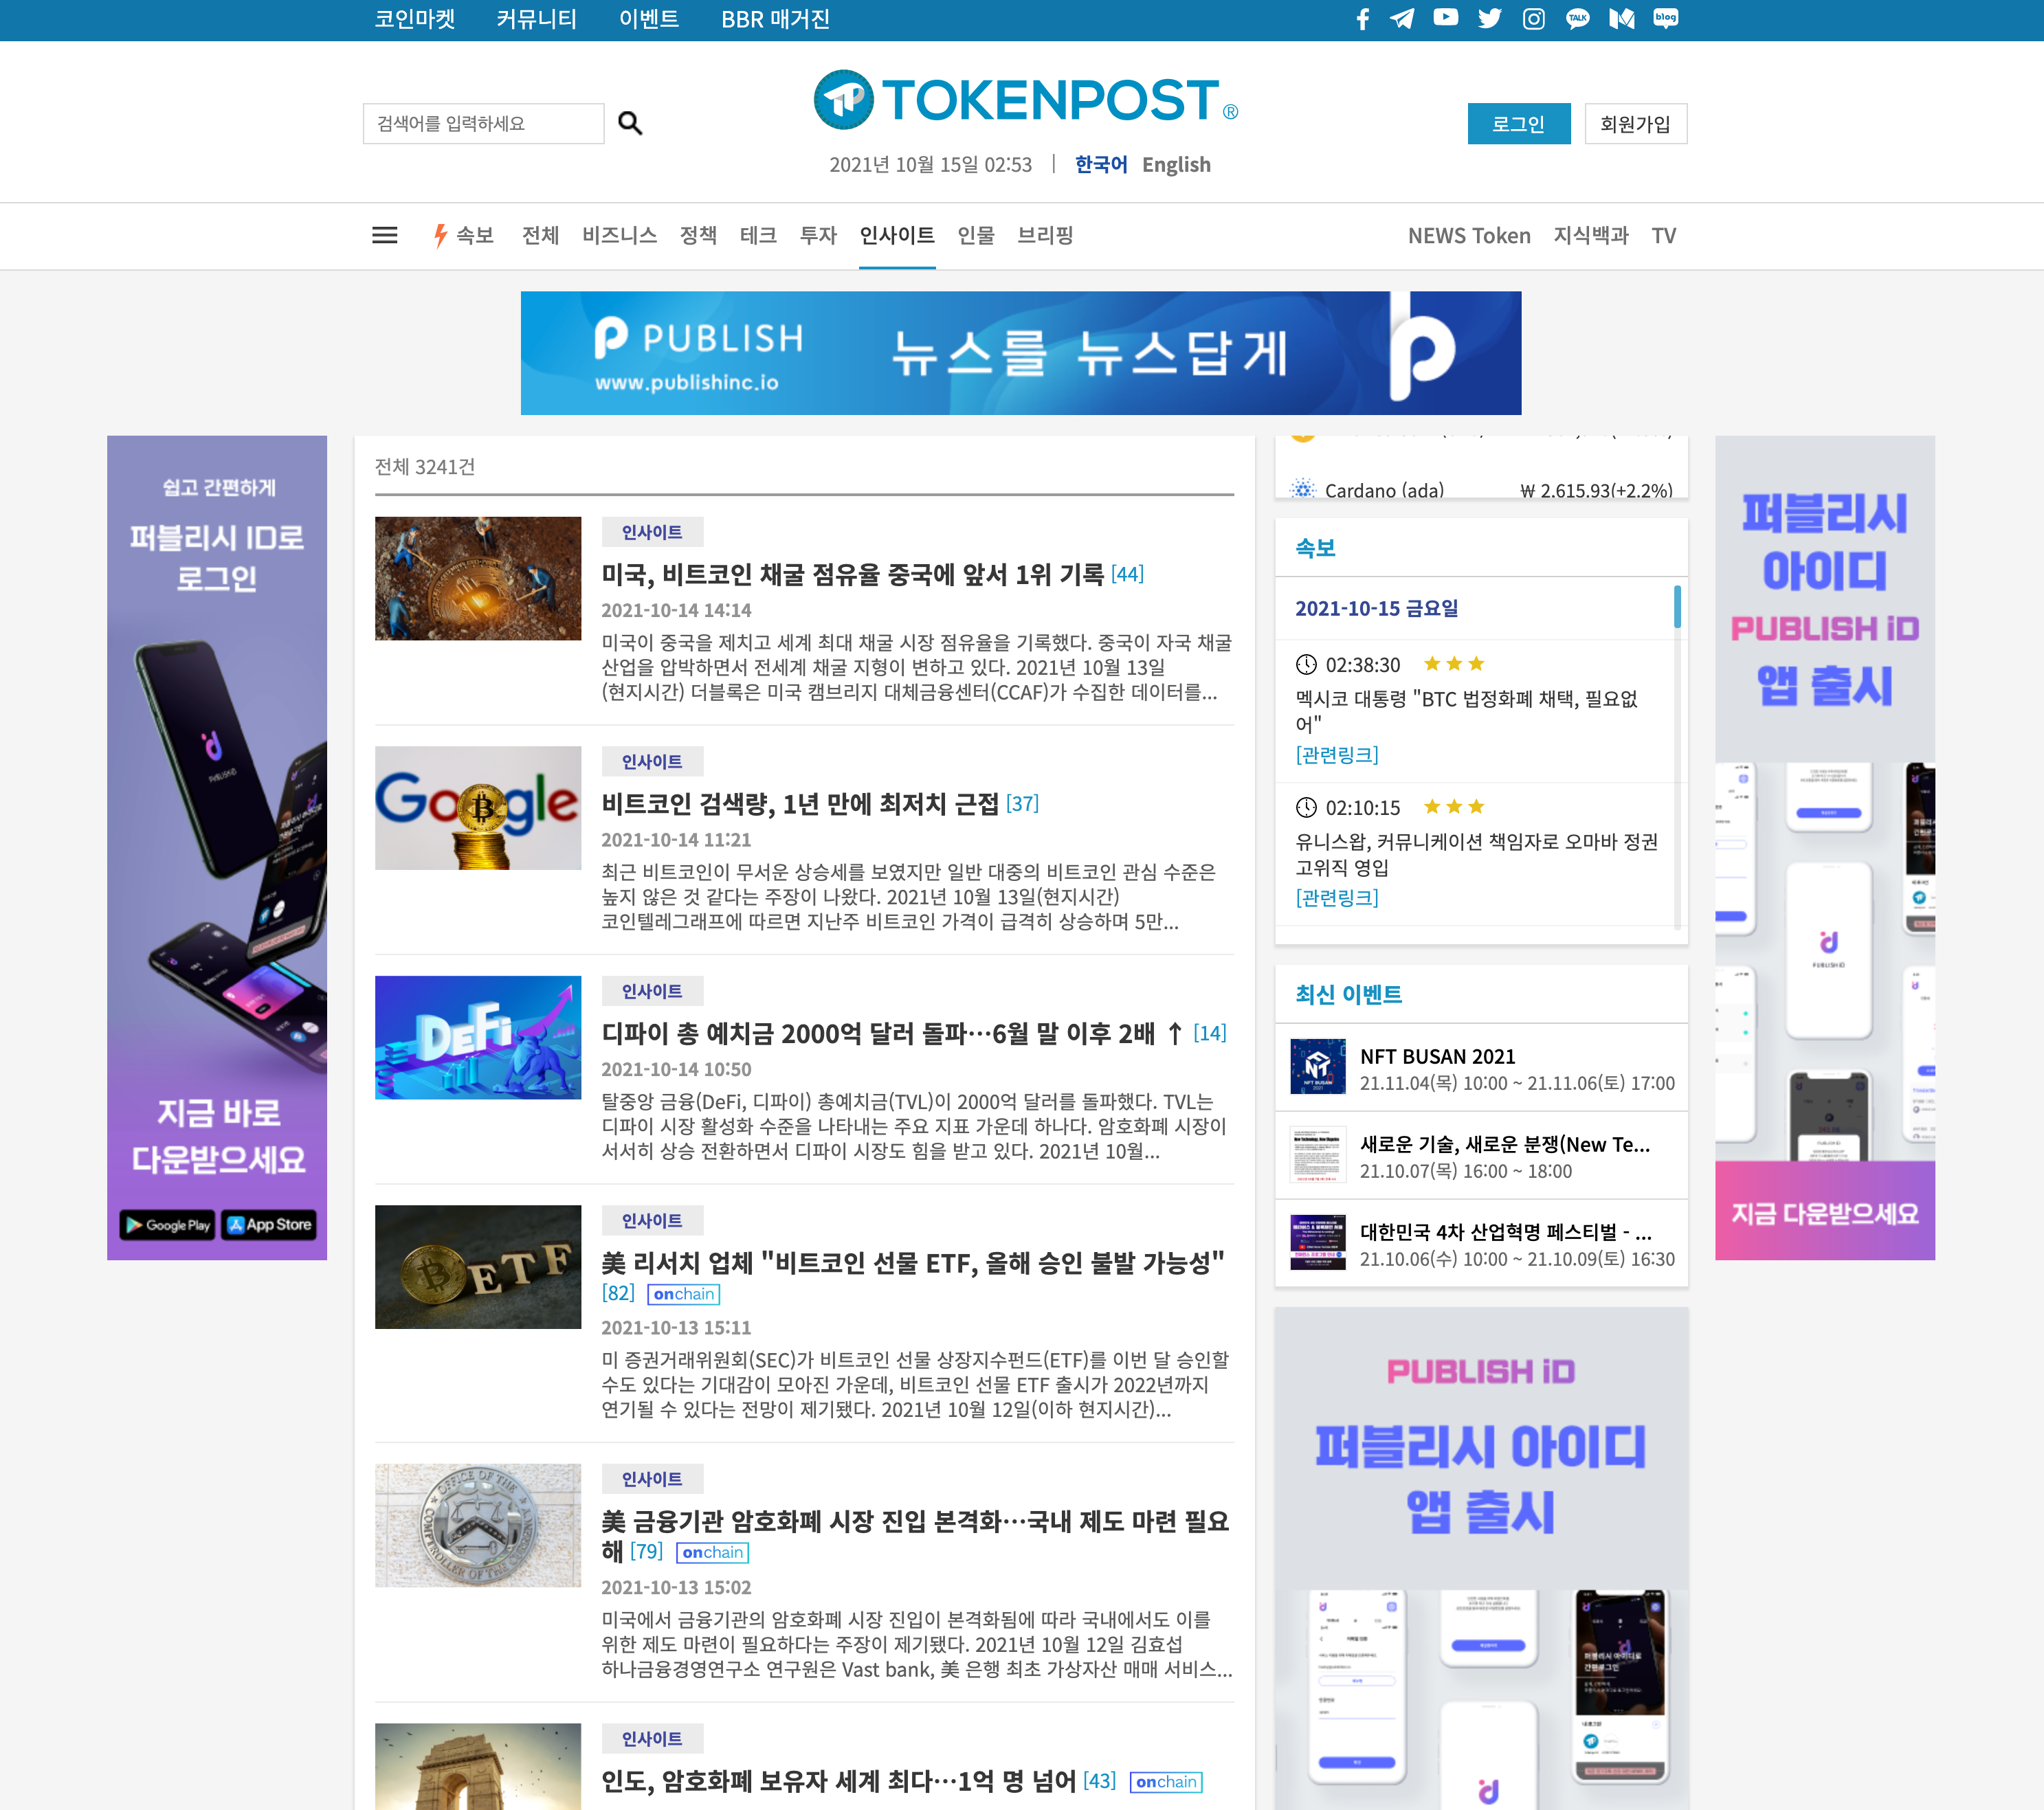 코인마켓 커뮤니티 이벤트 BBR 매거진
TALK
blog
검색어를 입력하세요
TOKENPOST®
로그인 회원가입
2021년 10월 15일 02:53 | 한국어 English
속보 전체 비즈니스 정책 테크 투자 인사이트 인물 브리핑 NEWS Token 지식백과 TV
PUBLISH
www.publishinc.io
뉴스를 뉴스답게
쉽고 간편하게
퍼블리시 ID로
로그인
PUBLISH iD
지금 바로
다운받으세요
Google Play App Store
전체 3241건
인사이트
미국, 비트코인 채굴 점유율 중국에 앞서 1위 기록 [44]
2021-10-14 14:14
미국이 중국을 제치고 세계 최대 채굴 시장 점유율을 기록했다. 중국이 자국 채굴
산업을 압박하면서 전세계 채굴 지형이 변하고 있다. 2021년 10월 13일
(현지시간) 더블록은 미국 캠브리지 대체금융센터(CCAF)가 수집한 데이터를...
Google
인사이트
비트코인 검색량, 1년 만에 최저치 근접 [37]
2021-10-14 11:21
최근 비트코인이 무서운 상승세를 보였지만 일반 대중의 비트코인 관심 수준은
높지 않은 것 같다는 주장이 나왔다. 2021년 10월 13일(현지시간)
코인텔레그래프에 따르면 지난주 비트코인 가격이 급격히 상승하며 5만...
DeFi
인사이트
디파이 총 예치금 2000억 달러 돌파…6월 말 이후 2배 ↑ [14]
2021-10-14 10:50
탈중앙 금융(DeFi, 디파이) 총예치금(TVL)이 2000억 달러를 돌파했다. TVL는
디파이 시장 활성화 수준을 나타내는 주요 지표 가운데 하나다. 암호화폐 시장이
서서히 상승 전환하면서 디파이 시장도 힘을 받고 있다. 2021년 10월...
ETF
인사이트
美 리서치 업체 "비트코인 선물 ETF, 올해 승인 불발 가능성"
[82] onchain
2021-10-13 15:11
미 증권거래위원회(SEC)가 비트코인 선물 상장지수펀드(ETF)를 이번 달 승인할
수도 있다는 기대감이 모아진 가운데, 비트코인 선물 ETF 출시가 2022년까지
연기될 수 있다는 전망이 제기됐다. 2021년 10월 12일(이하 현지시간)...
OFFICE OF THE
COMPTROLLER OF THE
인사이트
美 금융기관 암호화폐 시장 진입 본격화…국내 제도 마련 필요
해 [79] onchain
2021-10-13 15:02
미국에서 금융기관의 암호화폐 시장 진입이 본격화됨에 따라 국내에서도 이를
위한 제도 마련이 필요하다는 주장이 제기됐다. 2021년 10월 12일 김효섭
하나금융경영연구소 연구원은 Vast bank, 美 은행 최초 가상자산 매매 서비스...
인사이트
인도, 암호화폐 보유자 세계 최다…1억 명 넘어 [43] onchain
Cardano (ada) ₩ 2,615.93(+2.2%)
속보
2021-10-15 금요일
02:38:30 ★★★
멕시코 대통령 "BTC 법정화폐 채택, 필요없
어"
[관련링크]
02:10:15 ★★★
유니스왑, 커뮤니케이션 책임자로 오마바 정권
고위직 영입
[관련링크]
최신 이벤트
NFT BUSAN 2021
NFT BUSAN 2021
21.11.04(목) 10:00 ~ 21.11.06(토) 17:00
새로운 기술, 새로운 분쟁(New Te...
21.10.07(목) 16:00 ~ 18:00
대한민국 4차 산업혁명 페스티벌 - ...
21.10.06(수) 10:00 ~ 21.10.09(토) 16:30
PUBLISH iD
퍼블리시 아이디
앱 출시
퍼블리시 아이디로
간편로그인
퍼블리시
아이디
PUBLISH iD
앱 출시
PUBLISH iD
지금 다운받으세요